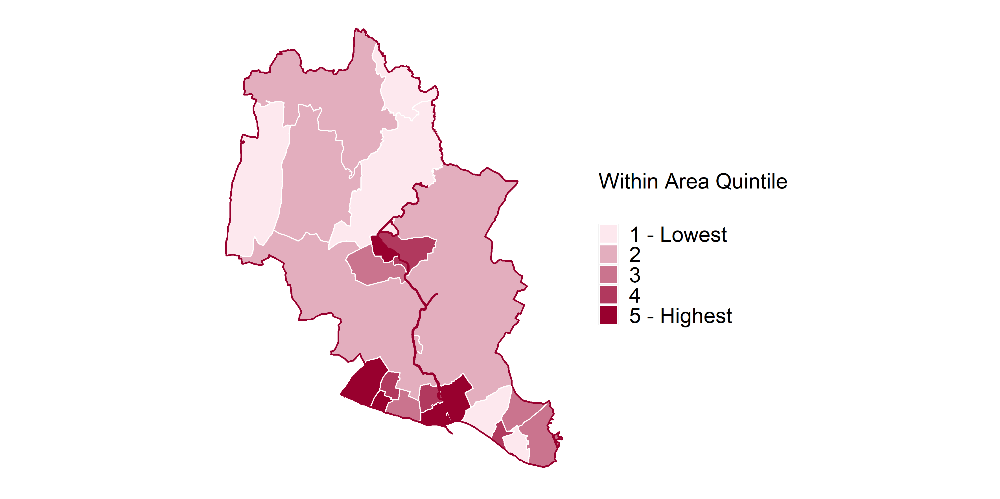 Within Area Quintile
1 - Lowest
2
3
4
5 - Highest